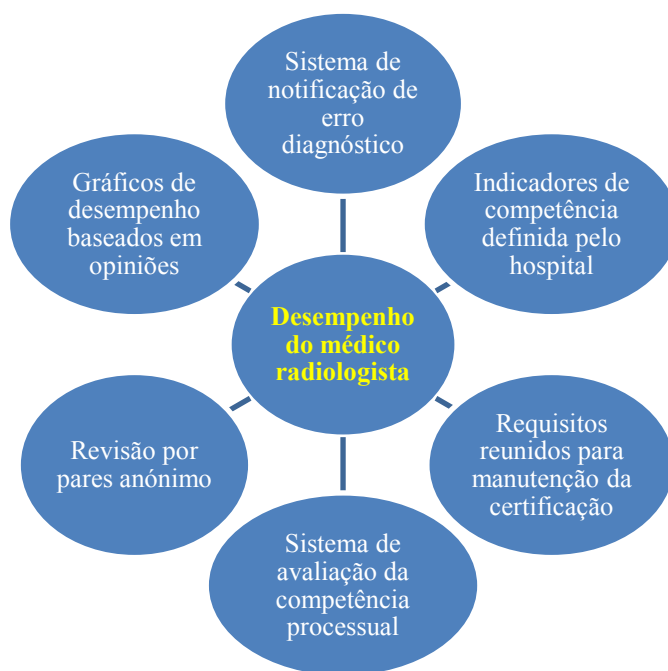 Sistema de
notificação de
erro
diagnóstico
Gráficos de
desempenho
baseados em
opiniões
Indicadores de
competência
definida pelo
hospital
Desempenho
do médico
radiologista
Revisão por
pares anónimo
Requisitos
reunidos para
manutenção da
certificação
Sistema de
avaliação da
competência
processual